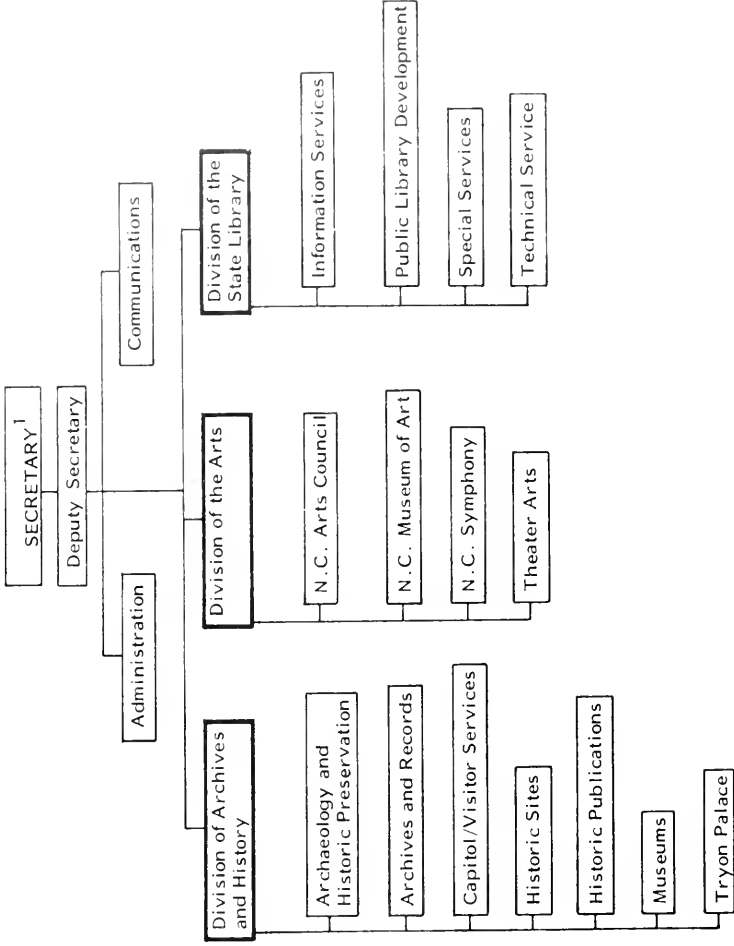 SECRETARY¹
Deputy Secretary
Administration
Communications
Division of Archives
and History
Archaeology and
Historic Preservation
Archives and Records
Capitol/Visitor Services
Historic Sites
Historic Publications
Museums
Tryon Palace
Division of the Arts
N.C. Arts Council
N.C. Museum of Art
N.C. Symphony
Theater Arts
Division of the
State Library
Information Services
Public Library Development
Special Services
Technical Service